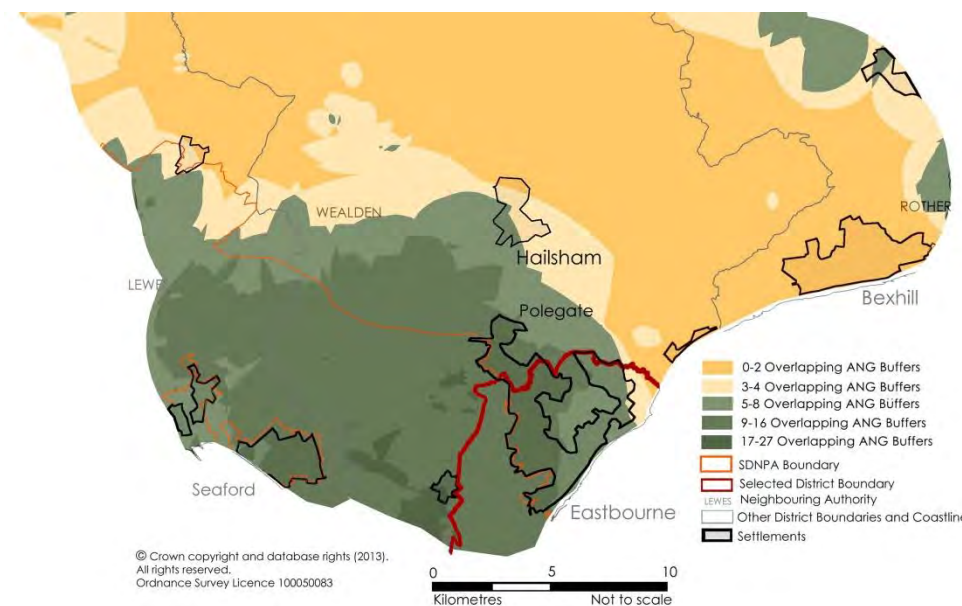 WEALDEN
ROTHER
Hailsham
LEWE
Bexhill
Polegate
Seaford
Eastbourne
0-2 Overlapping ANG Buffers
3-4 Overlapping ANG Buffers
5-8 Overlapping ANG Buffers
9-16 Overlapping ANG Buffers
17-27 Overlapping ANG Buffers
SDNPA Boundary
Selected District Boundary
LEWES Neighbouring Authority
Other District Boundaries and Coastline
Settlements
© Crown copyright and database rights (2013).
All rights reserved.
Ordnance Survey Licence 100050083
0 5 10
Kilometres Not to scale